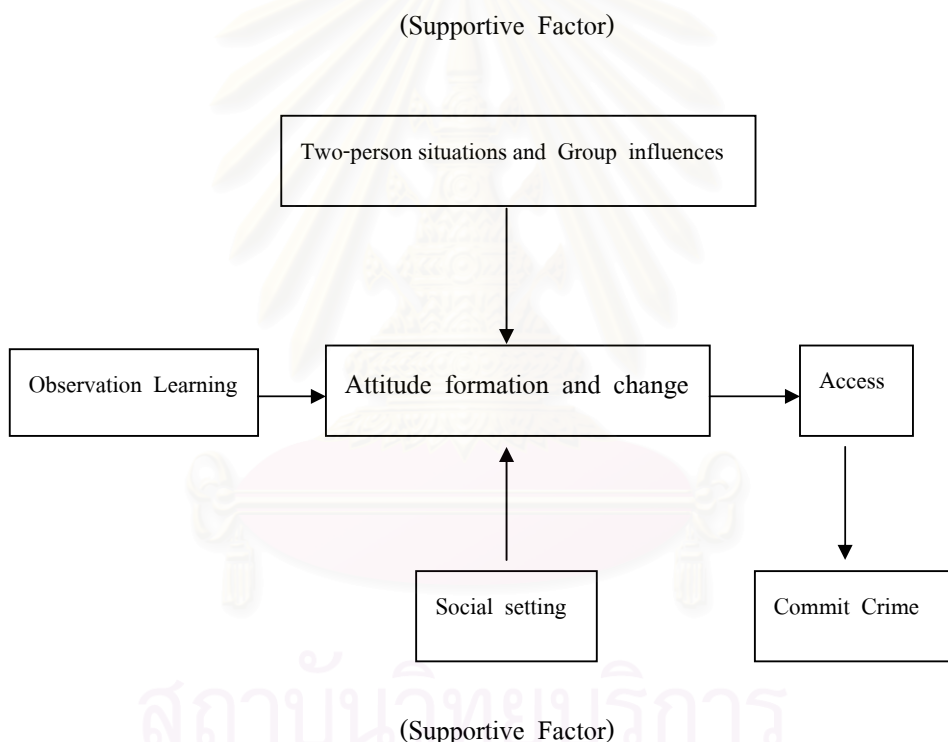 (Supportive Factor)
Two-person situations and Group influences
Observation Learning
Attitude formation and change
Access
Social setting
Commit Crime
สถาบันวิทยบริการ
(Supportive Factor)